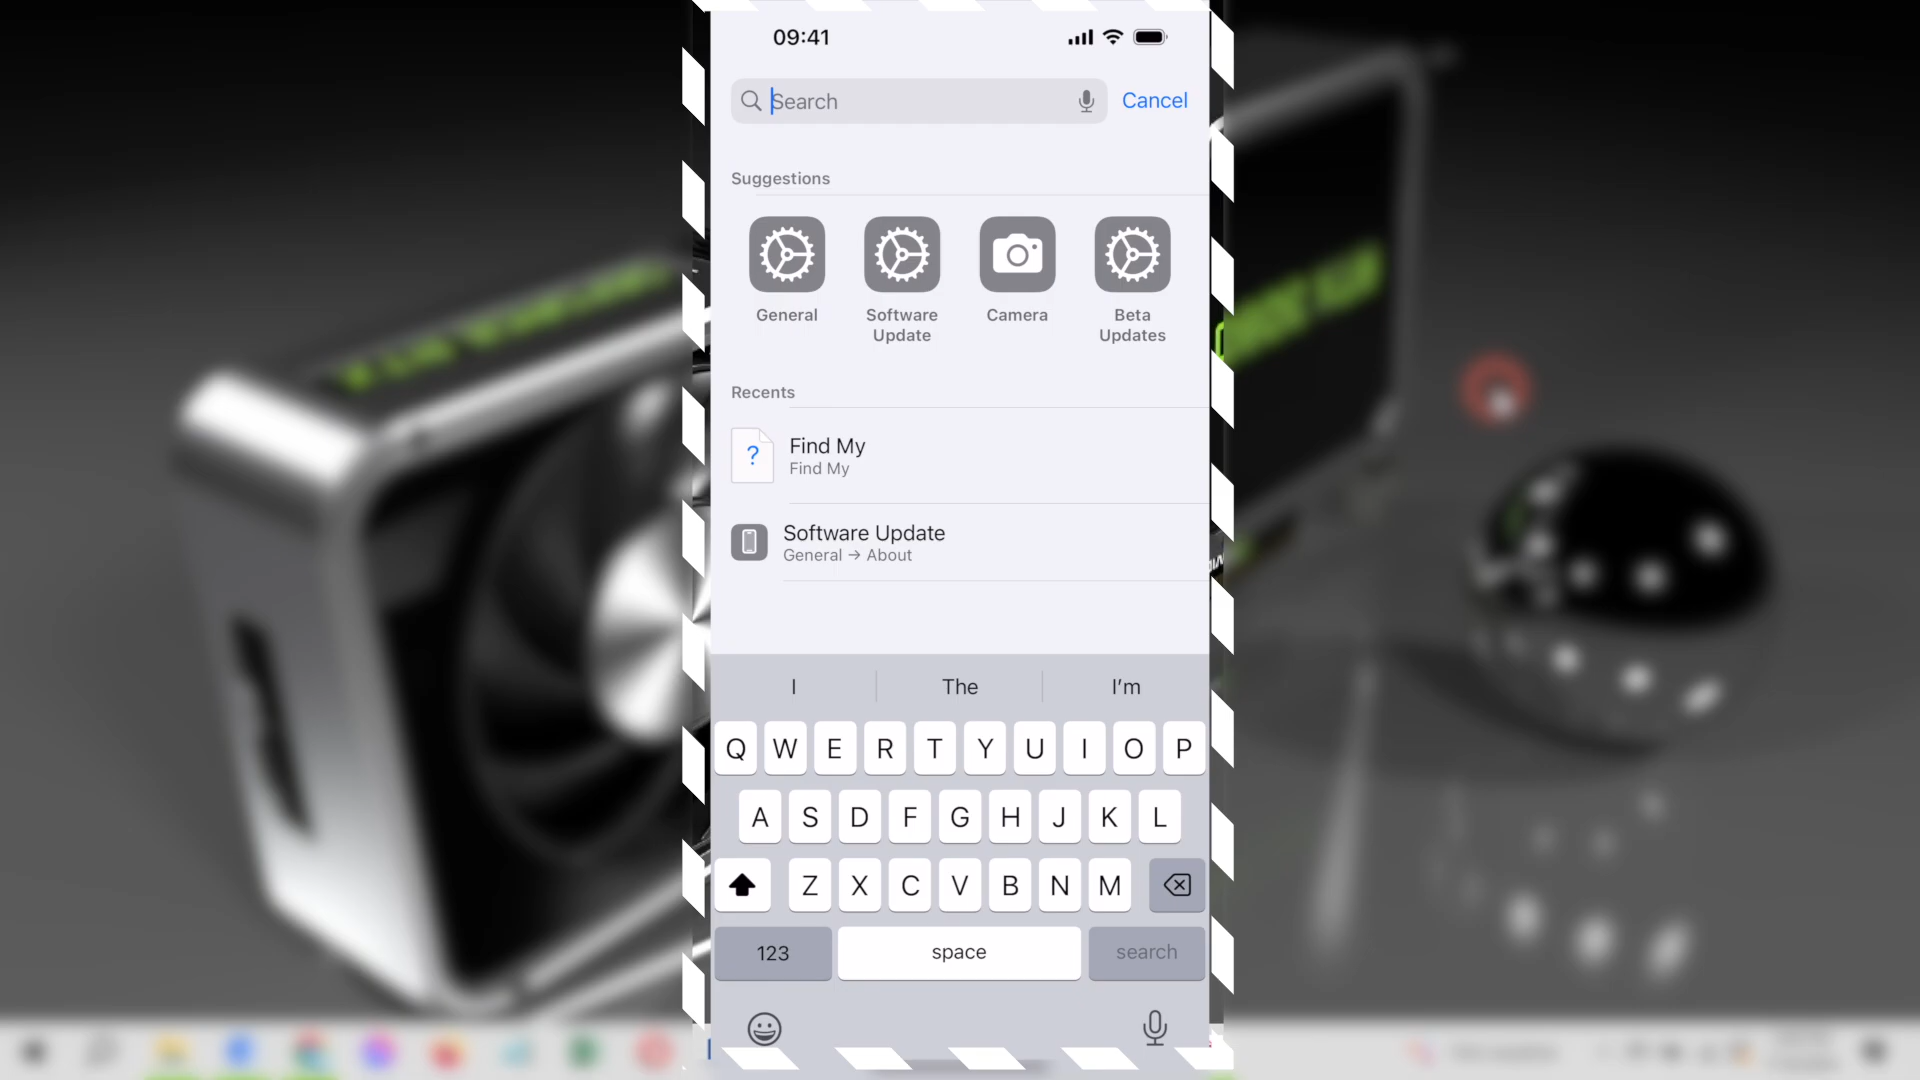 09:41
Search
Cancel
Suggestions
General
Software
Update
Camera
Beta
Updates
Recents
?
Find My
Find My
Software Update
General → About
I
The
I'm
Q W E R T Y U I O P
A S D F G H J K L
Z X C V B N M
123
space
search